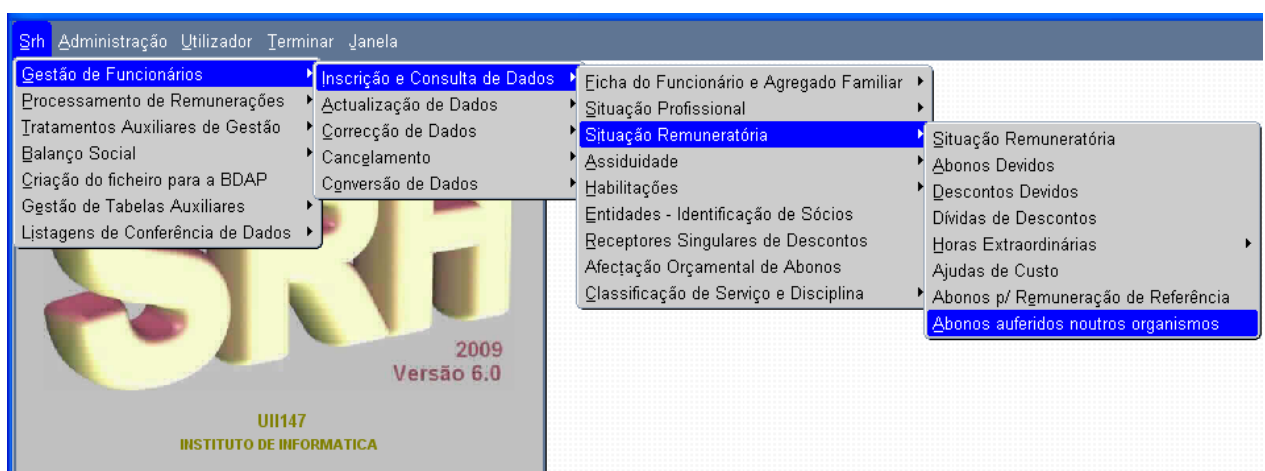 Srh Administração Utilizador Terminar Janela
Gestão de Funcionários
Processamento de Remunerações
Tratamentos Auxiliares de Gestão
Balanço Social
Criação do ficheiro para a BDAP
Gestão de Tabelas Auxiliares
Listagens de Conferência de Dados
Inscrição e Consulta de Dados
Actualização de Dados
Correcção de Dados
Cancelamento
Conversão de Dados
Ficha do Funcionário e Agregado Familiar
Situação Profissional
Situação Remuneratória
Assiduidade
Habilitações
Entidades - Identificação de Sócios
Receptores Singulares de Descontos
Afectação Orçamental de Abonos
Classificação de Serviço e Disciplina
Situação Remuneratória
Abonos Devidos
Descontos Devidos
Dívidas de Descontos
Horas Extraordinárias
Ajudas de Custo
Abonos p/ Remuneração de Referência
Abonos auferidos noutros organismos
SRH
2009
Versão 6.0
UII147
INSTITUTO DE INFORMATICA